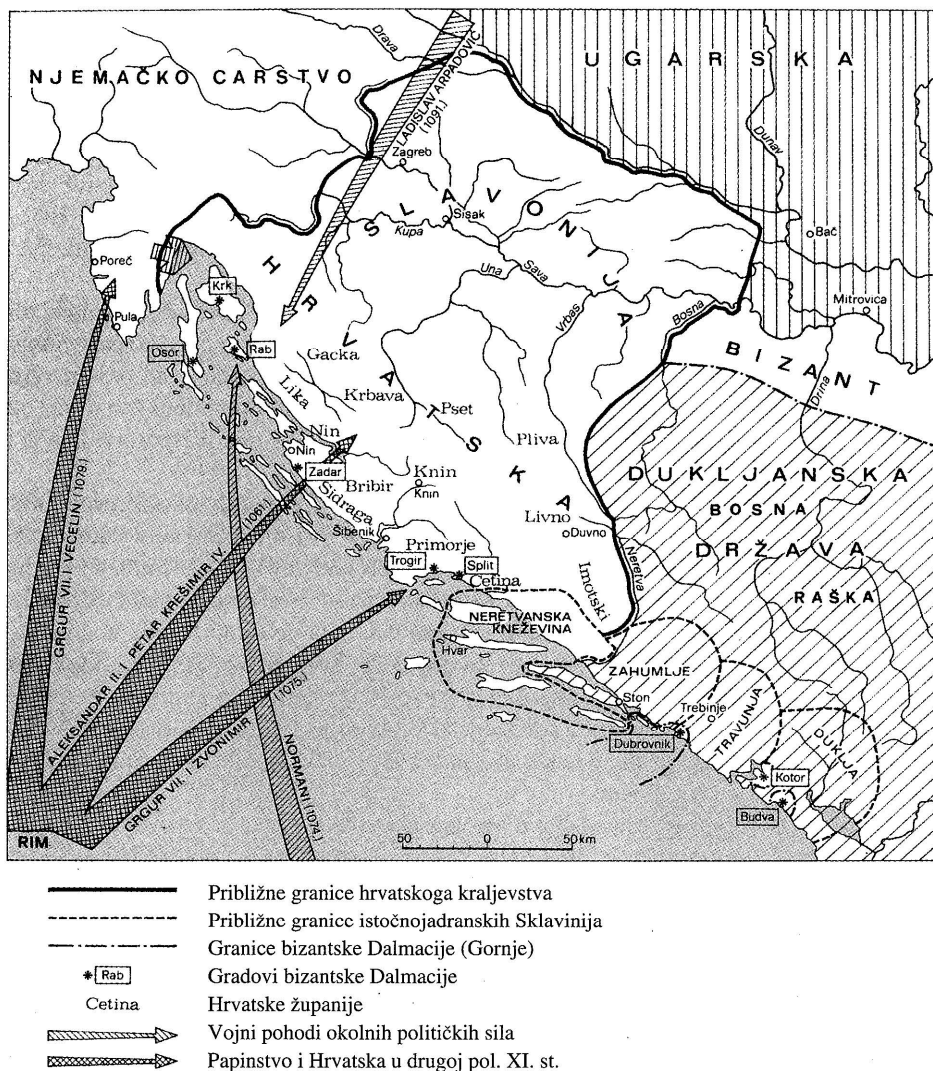 Drava
NJEMAČKO CARSTVO
UGARSKA
LADISLAV ARPADOVIĆ
(1091.)
Dunav
Zagreb
SLAVONIJA
Sisak
Kupa
Bač
Poreč
HRVATSKA
Una
Sava
Krk
Vrbas
Bosna
Mitrovica
Pula
BIZANT
Osor
Rab
Gacka
Drina
Lika
Krbava
Pset
Nin
Nin
Pliva
DUKLJANSKA
Zadar
Knin
Bribir
Knin
BOSNA
Sidraga
Livno
Duvno
DRŽAVA
Šibenik
Primorje
Neretva
Trogir
Split
RAŠKA
Cetina
Imotski
NERETVANSKA
KNEŽEVINA
Hvar
ZAHUMLJE
Ston
Trebinje
TRAVUNJA
DUKLJA
Dubrovnik
Kotor
Budva
GRGUR VII. I VECELIN (1079.)
ALEKSANDAR II. I PETAR KREŠIMIR IV. (1061.)
GRGUR VII. I ZVONIMIR (1075.)
NORMANI (1074.)
RIM
50 0 50 km
Približne granice hrvatskoga kraljevstva
Približne granice istočnojadranskih Sklavinija
Granice bizantske Dalmacije (Gornje)
Rab Gradovi bizantske Dalmacije
Cetina Hrvatske županije
Vojni pohodi okolnih političkih sila
Papinstvo i Hrvatska u drugoj pol. XI. st.